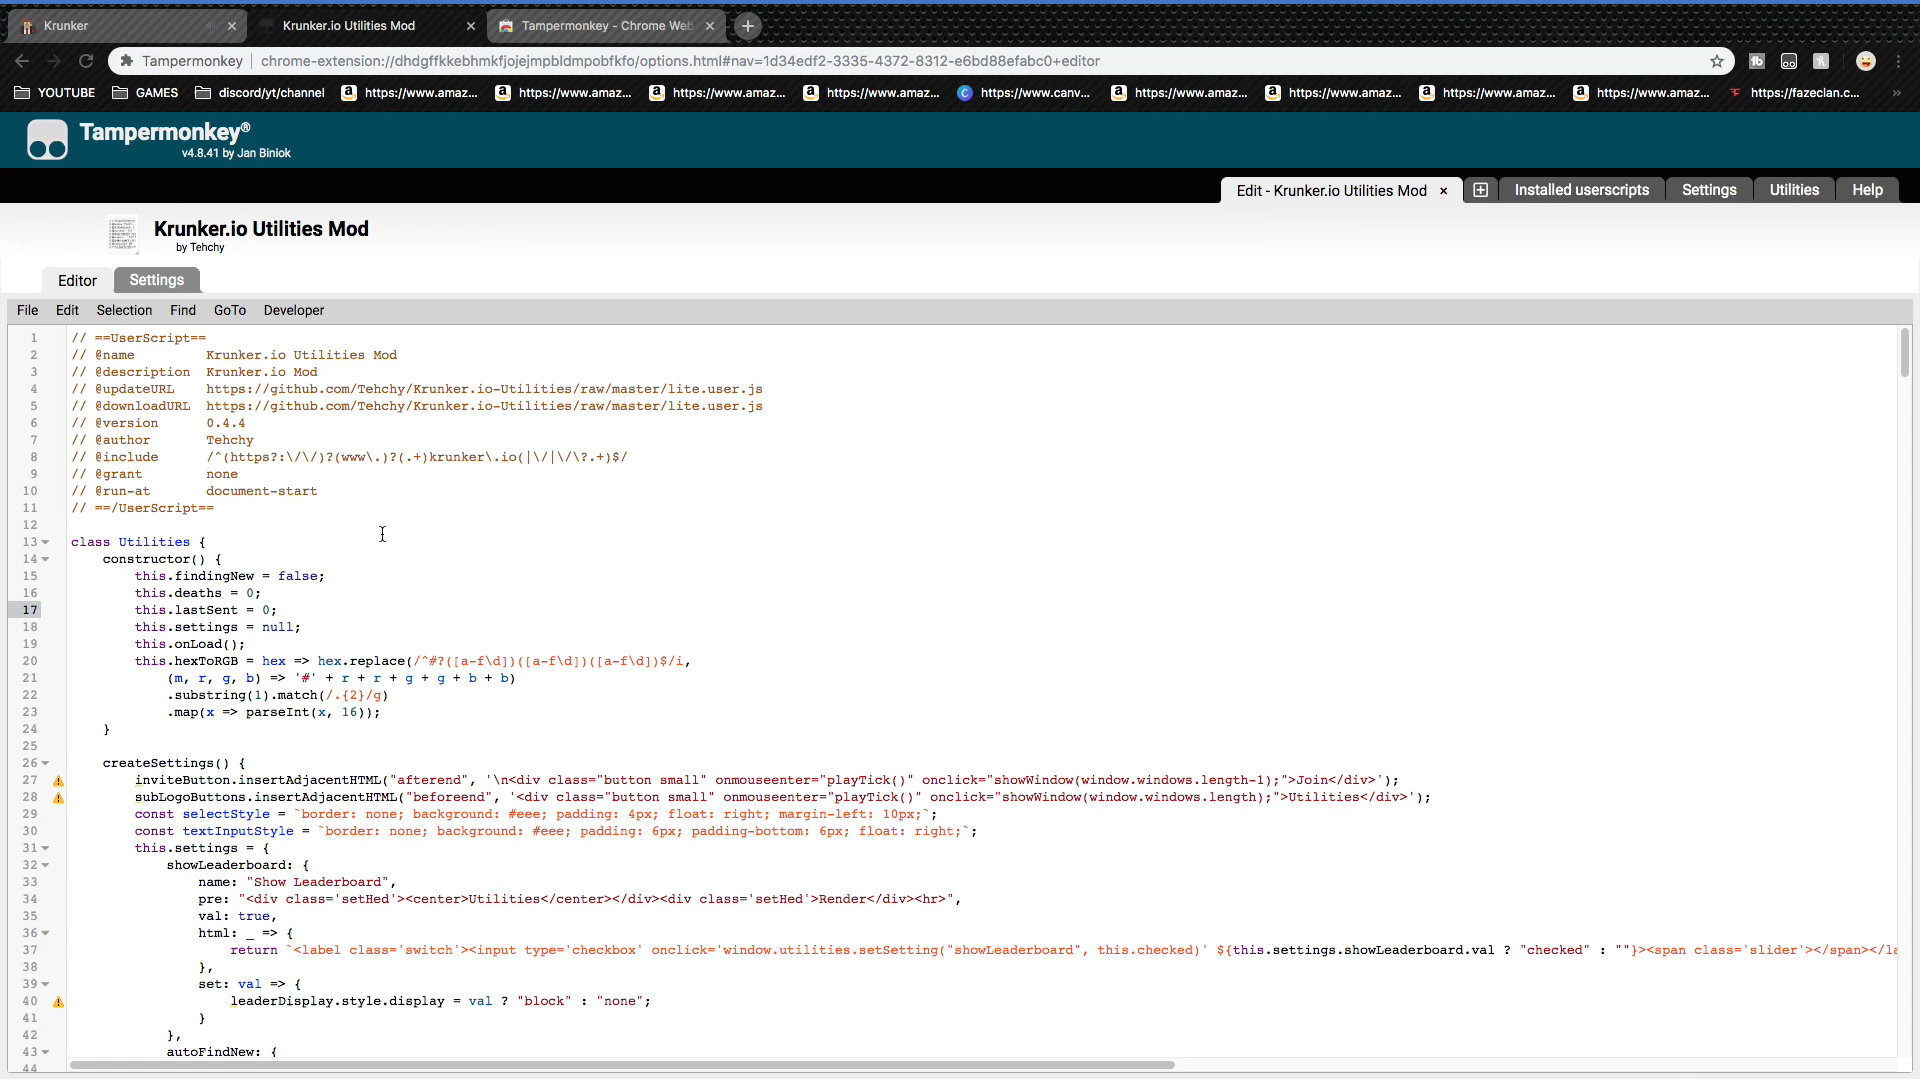 Krunker
Krunker.io Utilities Mod
Tampermonkey - Chrome Web
Tampermonkey
chrome-extension://dhdgffkkebhmkfjojejmpbldmpobfkfo/options.html#nav=1d34edf2-3335-4372-8312-e6bd88efabc0+editor
YOUTUBE
GAMES
discord/yt/channel
https://www.amaz...
https://www.amaz...
https://www.amaz...
https://www.amaz...
https://www.canv...
https://www.amaz...
https://www.amaz...
https://www.amaz...
https://www.amaz...
https://fazeclan.c...
Tampermonkey®
v4.8.41 by Jan Biniok
Edit - Krunker.io Utilities Mod
Installed userscripts
Settings
Utilities
Help
Krunker.io Utilities Mod
by Tehchy
Editor
Settings
File Edit Selection Find GoTo Developer
1 // ==UserScript==
2 // @name Krunker.io Utilities Mod
3 // @description Krunker.io Mod
4 // @updateURL https://github.com/Tehchy/Krunker.io-Utilities/raw/master/lite.user.js
5 // @downloadURL https://github.com/Tehchy/Krunker.io-Utilities/raw/master/lite.user.js
6 // @version 0.4.4
7 // @author Tehchy
8 // @include /^(https?:\/\/)?(www\.)?(.+)krunker\.io(|\/|\/\?.+)$/
9 // @grant none
10 // @run-at document-start
11 // ==/UserScript==
12
13 class Utilities {
14 constructor() {
15 this.findingNew = false;
16 this.deaths = 0;
17 this.lastSent = 0;
18 this.settings = null;
19 this.onLoad();
20 this.hexToRGB = hex => hex.replace(/^#?([a-f\d])([a-f\d])([a-f\d])$/i,
21 (m, r, g, b) => '#' + r + r + g + g + b + b)
22 .substring(1).match(/.{2}/g)
23 .map(x => parseInt(x, 16));
24 }
25
26 createSettings() {
27 inviteButton.insertAdjacentHTML("afterend", '\n<div class="button small" onmouseenter="playTick()" onclick="showWindow(window.windows.length-1);">Join</div>');
28 subLogoButtons.insertAdjacentHTML("beforeend", '<div class="button small" onmouseenter="playTick()" onclick="showWindow(window.windows.length);">Utilities</div>');
29 const selectStyle = `border: none; background: #eee; padding: 4px; float: right; margin-left: 10px;`;
30 const textInputStyle = `border: none; background: #eee; padding: 6px; padding-bottom: 6px; float: right;`;
31 this.settings = {
32 showLeaderboard: {
33 name: "Show Leaderboard",
34 pre: "<div class='setHed'><center>Utilities</center></div><div class='setHed'>Render</div><hr>",
35 val: true,
36 html: _ => {
37 return `<label class='switch'><input type='checkbox' onclick='window.utilities.setSetting("showLeaderboard", this.checked)' ${this.settings.showLeaderboard.val ? "checked" : ""}><span class='slider'></span></la
38 },
39 set: val => {
40 leaderDisplay.style.display = val ? "block" : "none";
41 }
42 },
43 autoFindNew: {
44